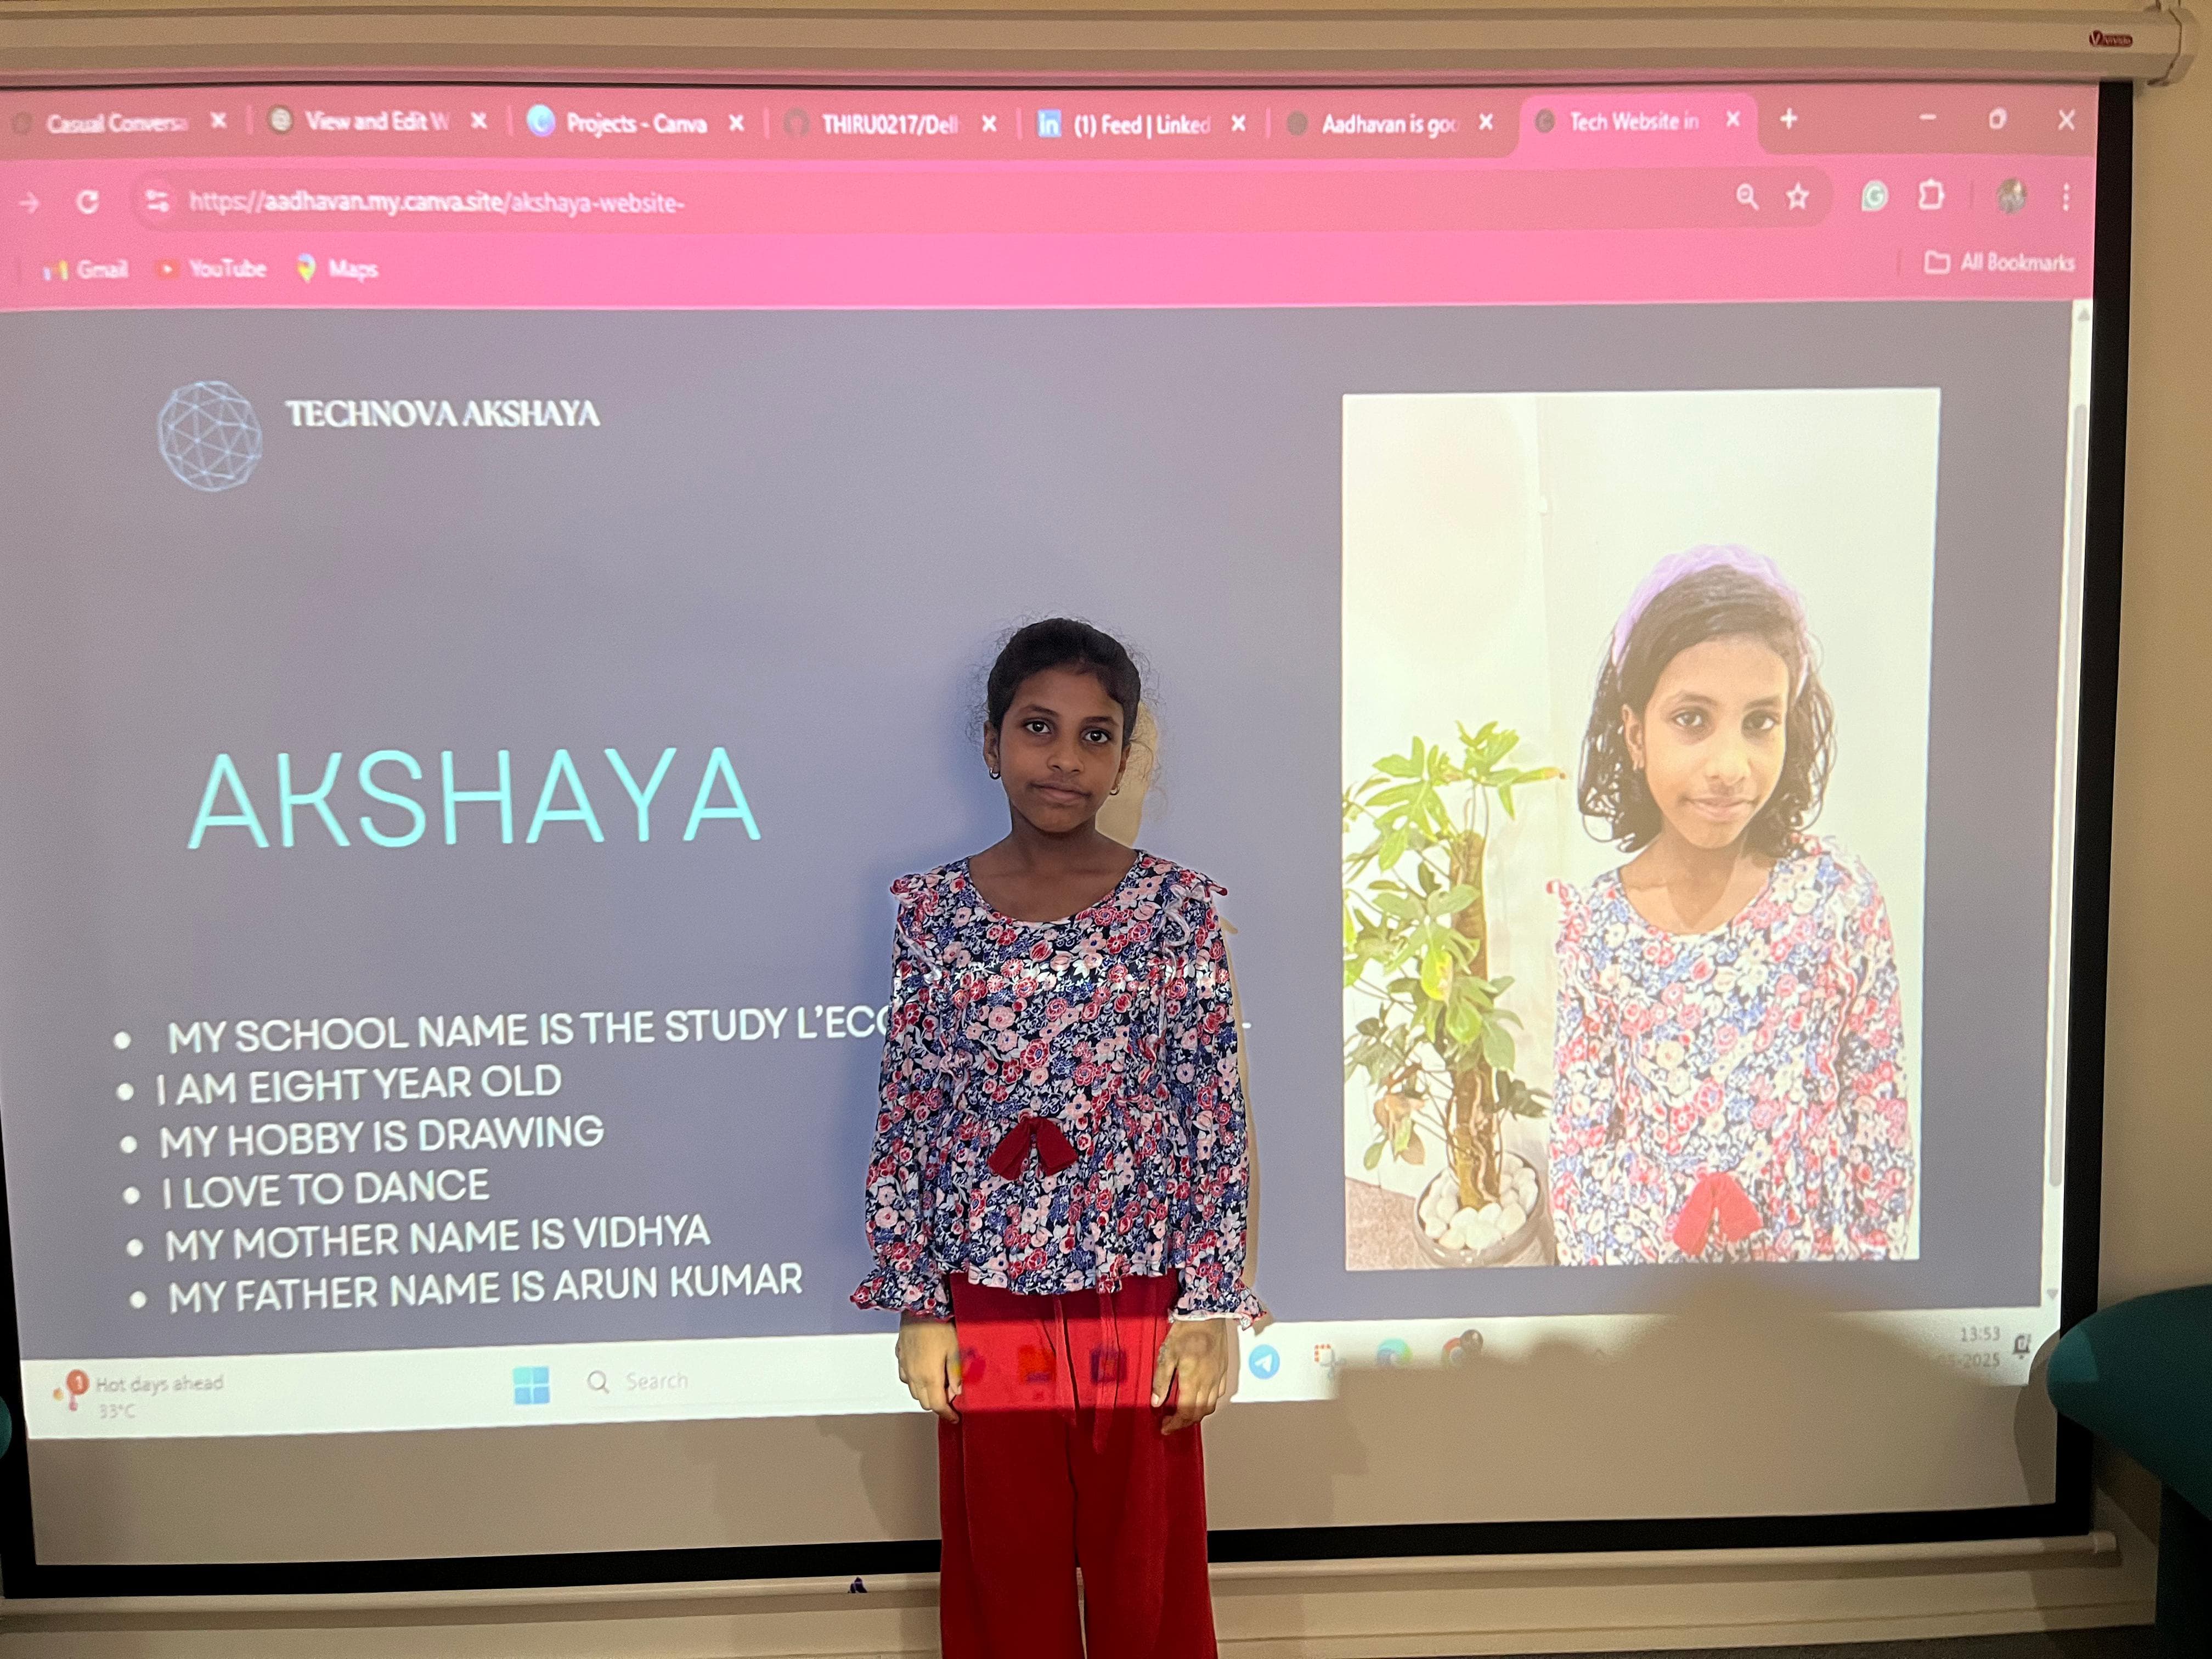 Casual Conversa
View and Edit W
Projects - Canva
THIRU0217/Dell
(1) Feed | Linked
Aadhavan is goo
Tech Website in
https://aadhavan.my.canva.site/akshaya-website-
Gmail
YouTube
Maps
All Bookmarks
TECHNOVA AKSHAYA
AKSHAYA
MY SCHOOL NAME IS THE STUDY L'ECO
I AM EIGHT YEAR OLD
MY HOBBY IS DRAWING
I LOVE TO DANCE
MY MOTHER NAME IS VIDHYA
MY FATHER NAME IS ARUN KUMAR
1
Hot days ahead
33°C
Search
13:53
-2025